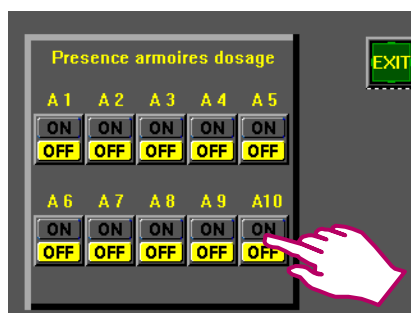 Presence armoires dosage
EXIT
A 1 A 2 A 3 A 4 A 5
ON ON ON ON ON
OFF OFF OFF OFF OFF
A 6 A 7 A 8 A 9 A10
ON ON ON ON ON
OFF OFF OFF OFF OFF